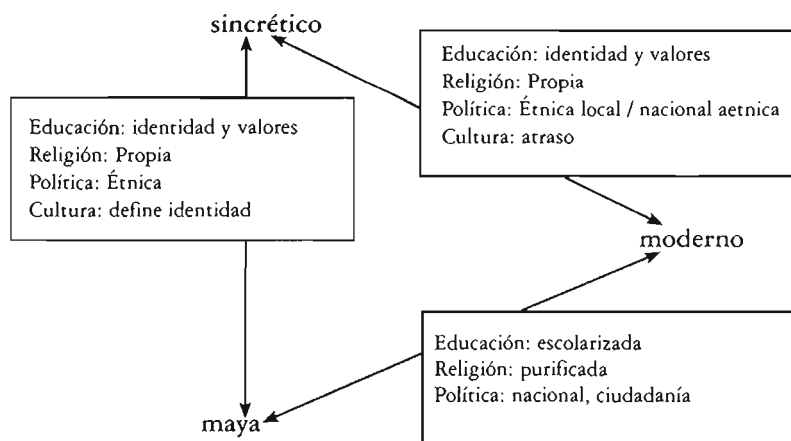 sincrético
Educación: identidad y valores
Religión: Propia
Política: Étnica local / nacional aetnica
Cultura: atraso
Educación: identidad y valores
Religión: Propia
Política: Étnica
Cultura: define identidad
moderno
Educación: escolarizada
Religión: purificada
Política: nacional, ciudadanía
maya